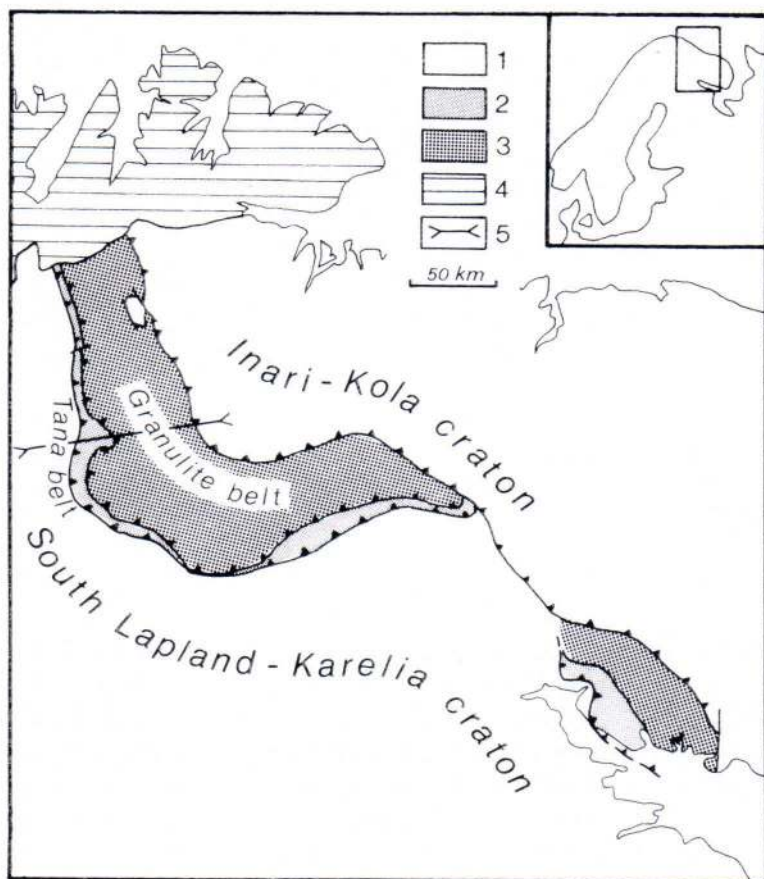 1
2
3
4
5
50 km
Inari - Kola craton
Granulite belt
Tana belt
South Lapland - Karelia craton